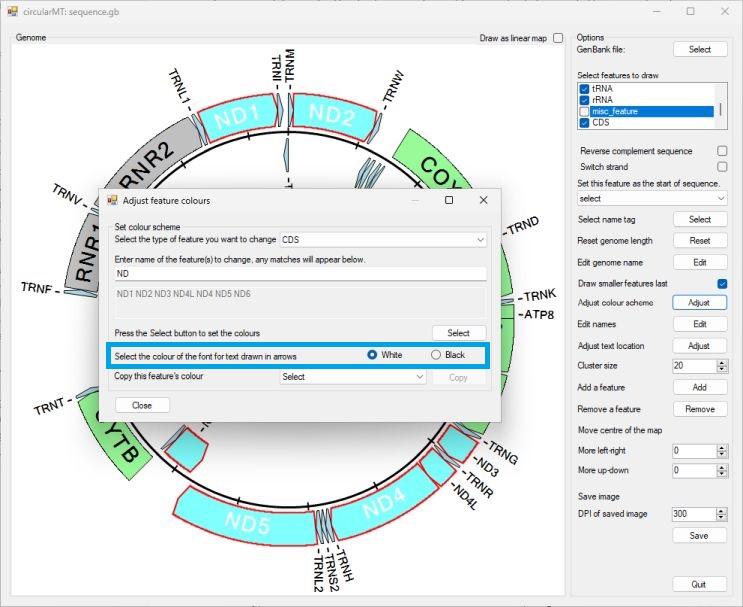 circularMT: sequence.gb
Genome
Draw as linear map
TRNI
TRNM
TRNL1
ND1
ND2
TRNW
RNR2
COX
TRNV
RNR1
TRNF
TRND
TRNK
ATP8
TRNT
CYTB
TRNG
ND3
TRNR
ND4L
ND5
ND4
TRNL2
TRNS2
TRNH
Adjust feature colours
Set colour scheme
Select the type of feature you want to change CDS
Enter name of the feature(s) to change, any matches will appear below.
ND
ND1 ND2 ND3 ND4L ND4 ND5 ND6
Press the Select button to set the colours Select
Select the colour of the font for text drawn in arrows White Black
Copy this feature's colour Select Copy
Close
Options
GenBank file: Select
Select features to draw
tRNA
rRNA
misc_feature
CDS
Reverse complement sequence
Switch strand
Set this feature as the start of sequence.
select
Select name tag Select
Reset genome length Reset
Edit genome name Edit
Draw smaller features last
Adjust colour scheme Adjust
Edit names Edit
Adjust text location Adjust
Cluster size 20
Add a feature Add
Remove a feature Remove
Move centre of the map
More left-right 0
More up-down 0
Save image
DPI of saved image 300
Save
Quit